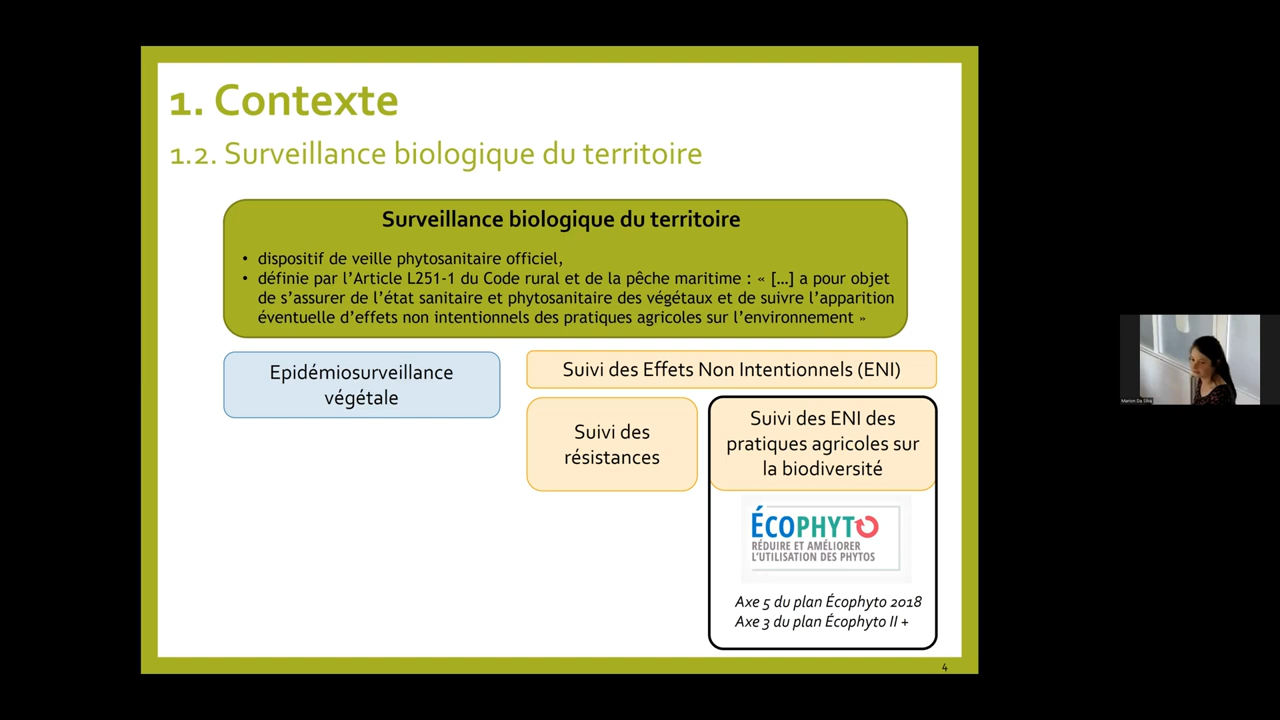 1. Contexte
1.2. Surveillance biologique du territoire
Surveillance biologique du territoire
• dispositif de veille phytosanitaire officiel,
• définie par l'Article L251-1 du Code rural et de la pêche maritime : « […] a pour objet
de s'assurer de l'état sanitaire et phytosanitaire des végétaux et de suivre l'apparition
éventuelle d'effets non intentionnels des pratiques agricoles sur l'environnement »
Epidémiosurveillance
végétale
Suivi des Effets Non Intentionnels (ENI)
Suivi des
résistances
Suivi des ENI des
pratiques agricoles sur
la biodiversité
ÉCOPHYTO
RÉDUIRE ET AMÉLIORER
L'UTILISATION DES PHYTOS
Axe 5 du plan Écophyto 2018
Axe 3 du plan Écophyto II +
4
Marion Da Silva